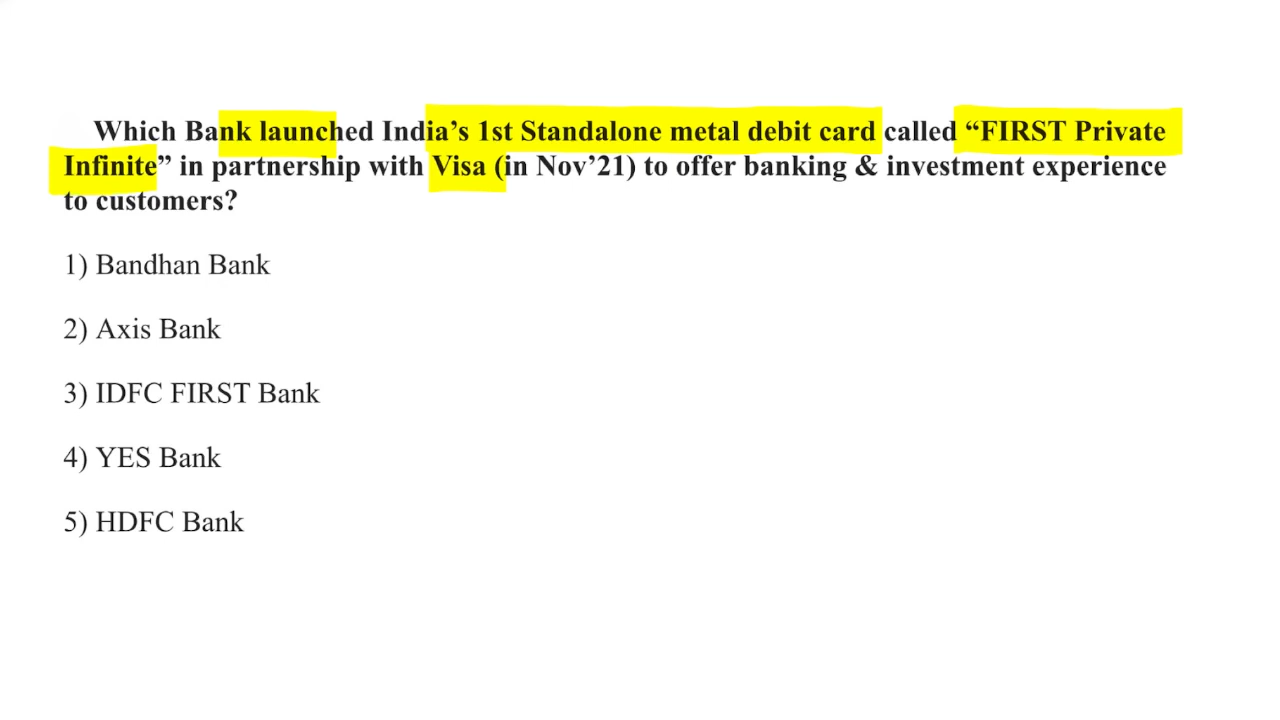 Which Bank launched India’s 1st Standalone metal debit card called “FIRST Private
Infinite” in partnership with Visa (in Nov’21) to offer banking & investment experience
to customers?
1) Bandhan Bank
2) Axis Bank
3) IDFC FIRST Bank
4) YES Bank
5) HDFC Bank